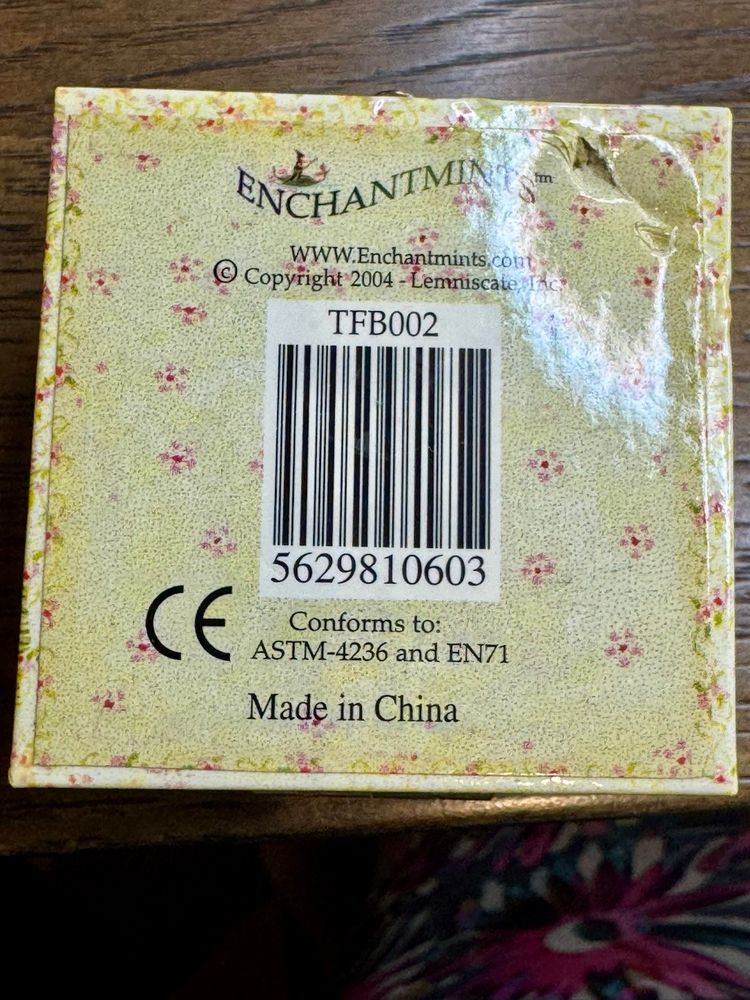 ENCHANTMINTS™
WWW.Enchantmints.com
© Copyright 2004 - Lemniscate, Inc.
TFB002
5629810603
CE
Conforms to:
ASTM-4236 and EN71
Made in China